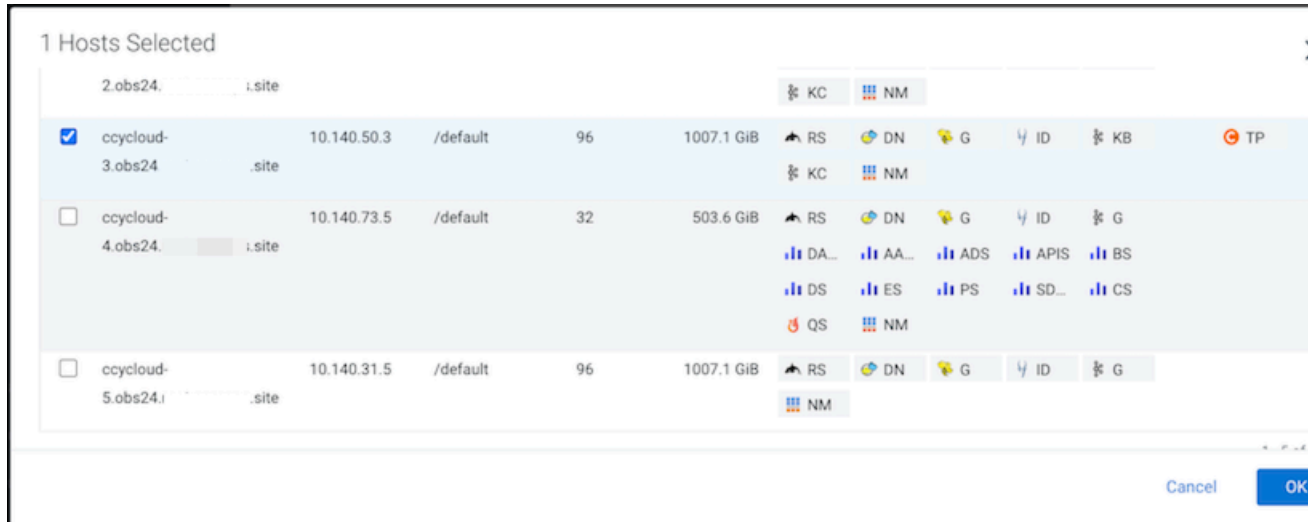 1 Hosts Selected
2.obs24. .site
KC NM
ccycloud- 10.140.50.3 /default 96 1007.1 GiB RS DN G ID KB TP
3.obs24 .site KC NM
ccycloud- 10.140.73.5 /default 32 503.6 GiB RS DN G ID G
4.obs24. .site DA... AA... ADS APIS BS
DS ES PS SD... CS
QS NM
ccycloud- 10.140.31.5 /default 96 1007.1 GiB RS DN G ID G
5.obs24. .site NM
Cancel OK